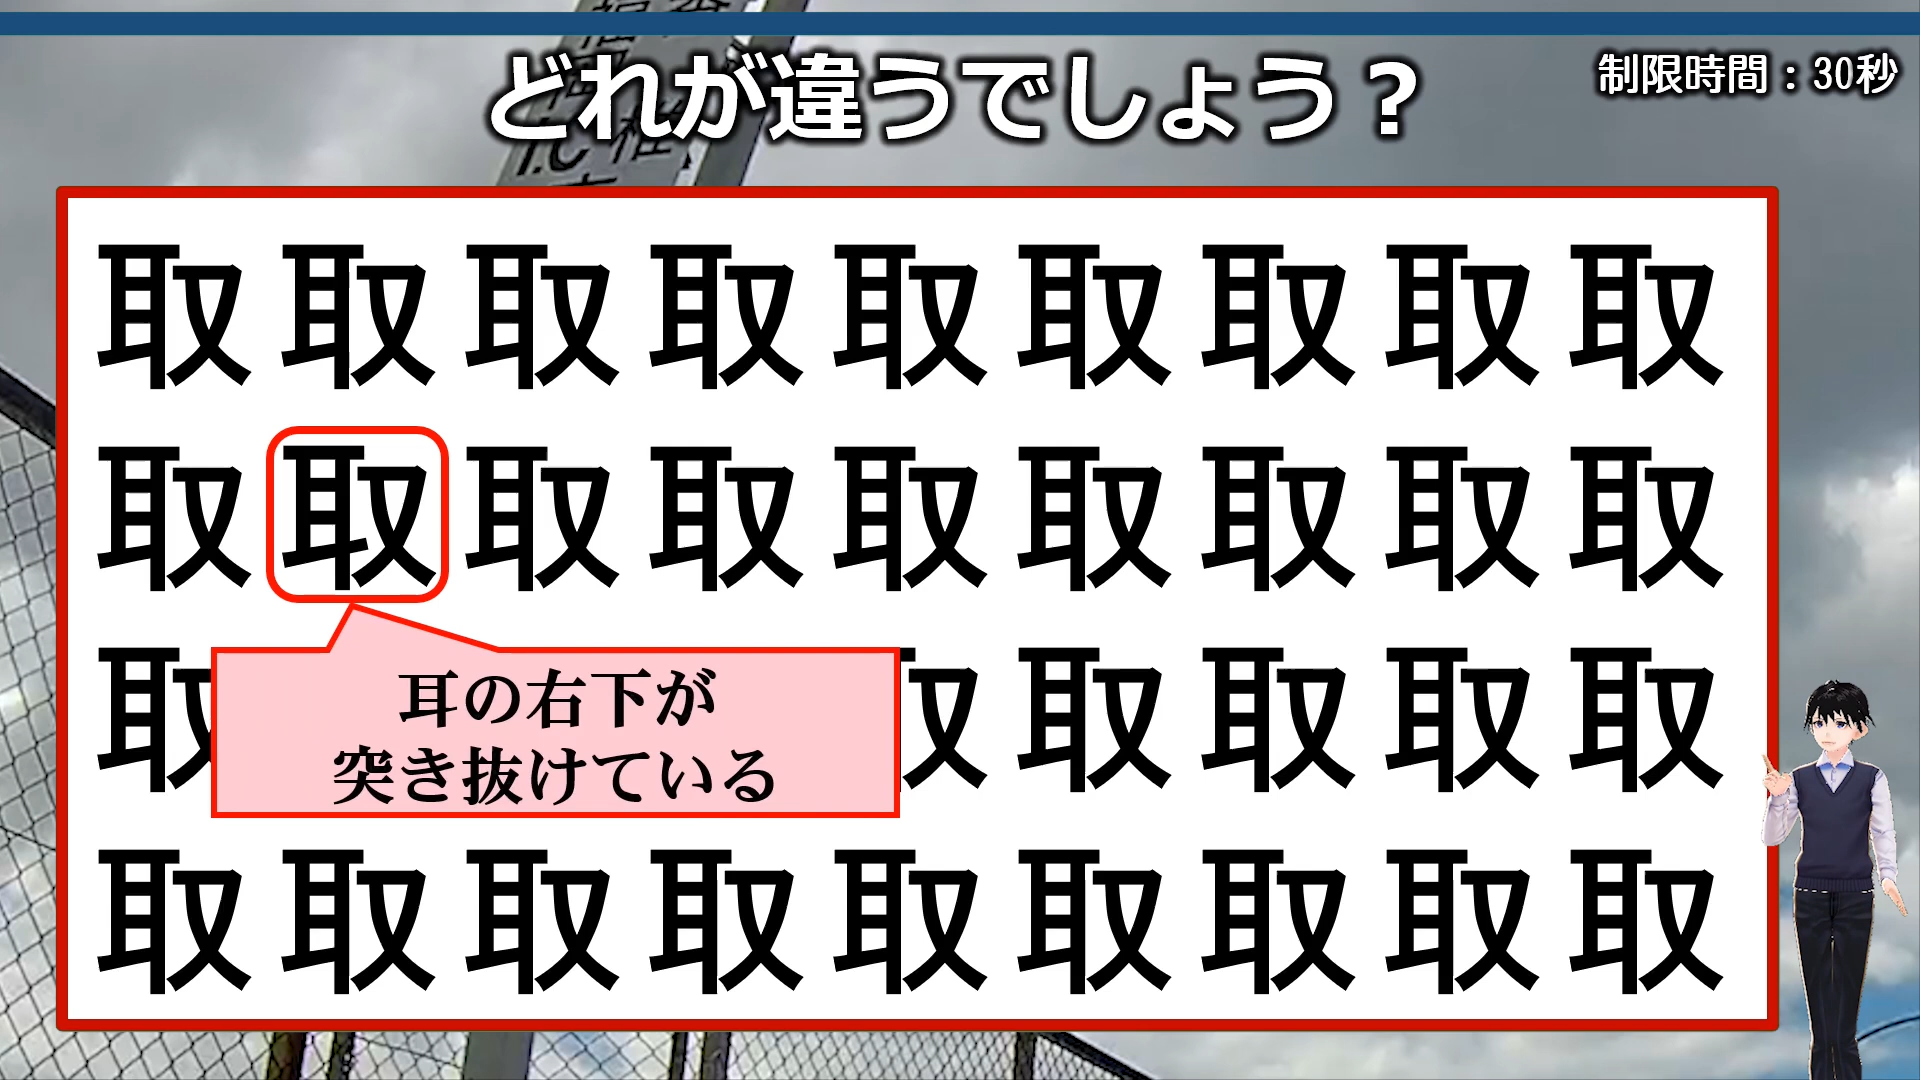 どれが違うでしょう？
制限時間：30秒
取取取取取取取取取
取取取取取取取取取
取 取取取取
耳の右下が
突き抜けている
取取取取取取取取取